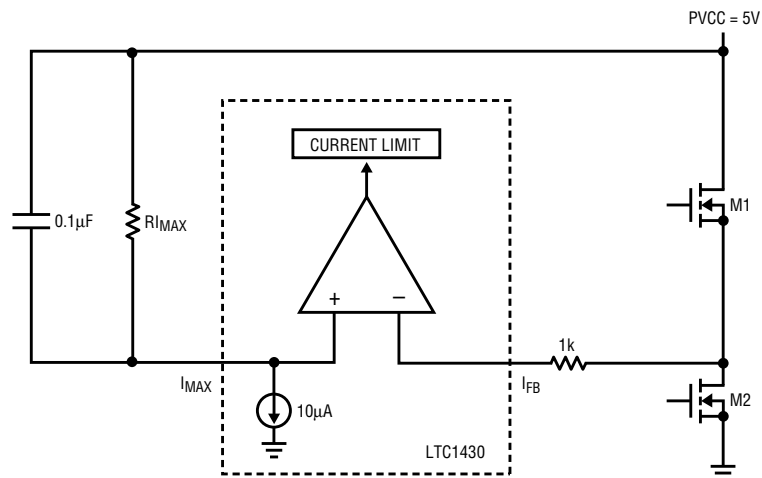 PVCC = 5V
CURRENT LIMIT
M1
0.1µF
RIMAX
+ −
1k
IMAX
IFB
10µA
M2
LTC1430